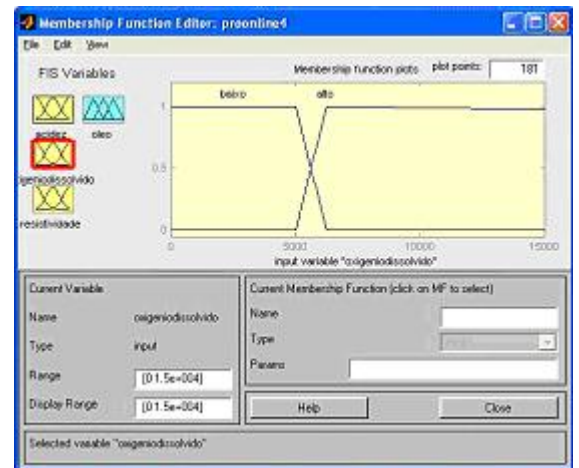 Membership Function Editor: preonline4
File Edit View
FIS Variables
Membership function plots plot points: 181
acidez oleo
igeniodissolvido
resistividade
baixo alto
1
0.5
0
0 5000 10000 15000
input variable "oxigeniodissolvido"
Current Variable
Name oxigeniodissolvido
Type input
Range [0 1.5e+004]
Display Range [0 1.5e+004]
Current Membership Function (click on MF to select)
Name
Type
Params
Help Close
Selected variable "oxigeniodissolvido"